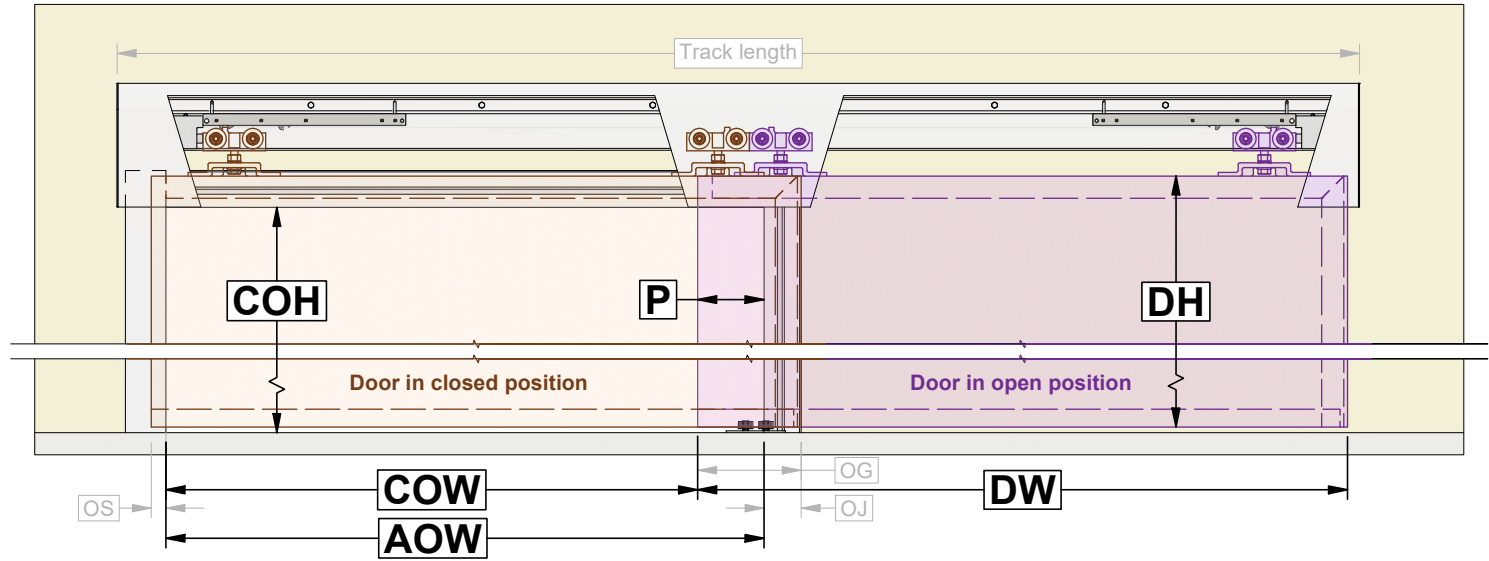 Track length
COH
P
DH
Door in closed position
Door in open position
OG
COW
DW
OS
OJ
AOW